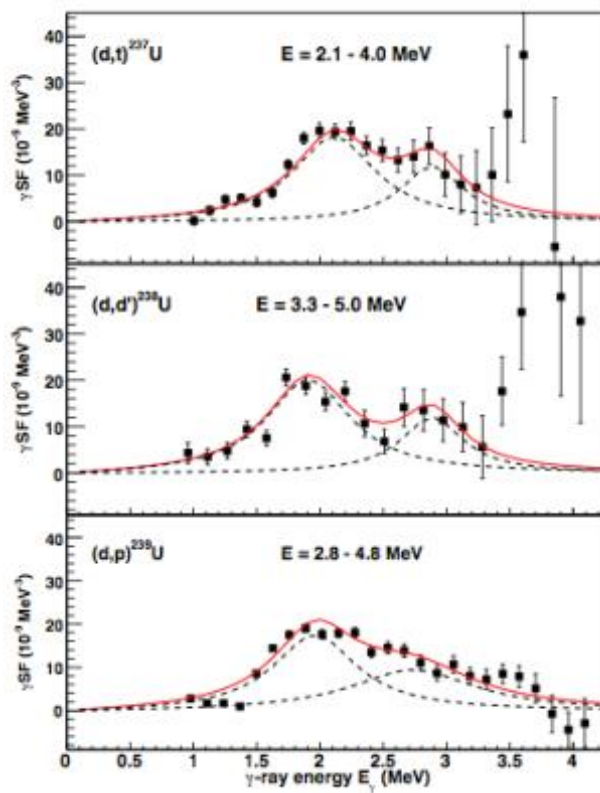 (d,t)²³⁷U E = 2.1 - 4.0 MeV
γSF (10⁻⁹ MeV⁻³)
40
30
20
10
0
(d,d')²³⁸U E = 3.3 - 5.0 MeV
γSF (10⁻⁹ MeV⁻³)
40
30
20
10
0
(d,p)²³⁹U E = 2.8 - 4.8 MeV
γSF (10⁻⁹ MeV⁻³)
40
30
20
10
0
0 0.5 1 1.5 2 2.5 3 3.5 4
γ-ray energy Eᵧ (MeV)